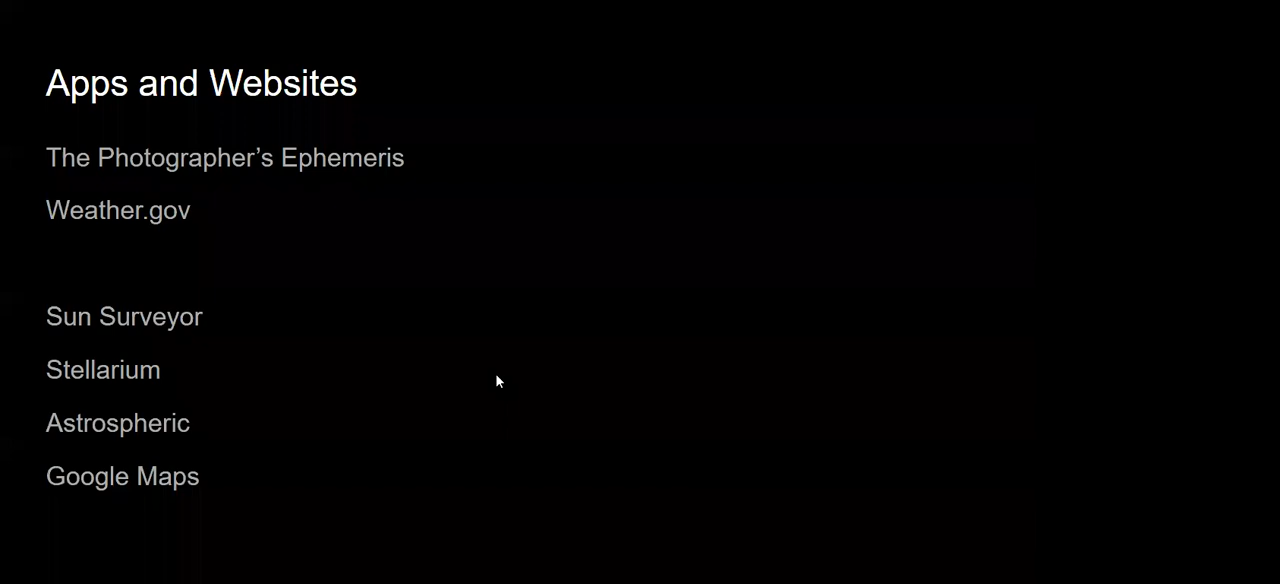 Apps and Websites
The Photographer’s Ephemeris
Weather.gov
Sun Surveyor
Stellarium
Astrospheric
Google Maps